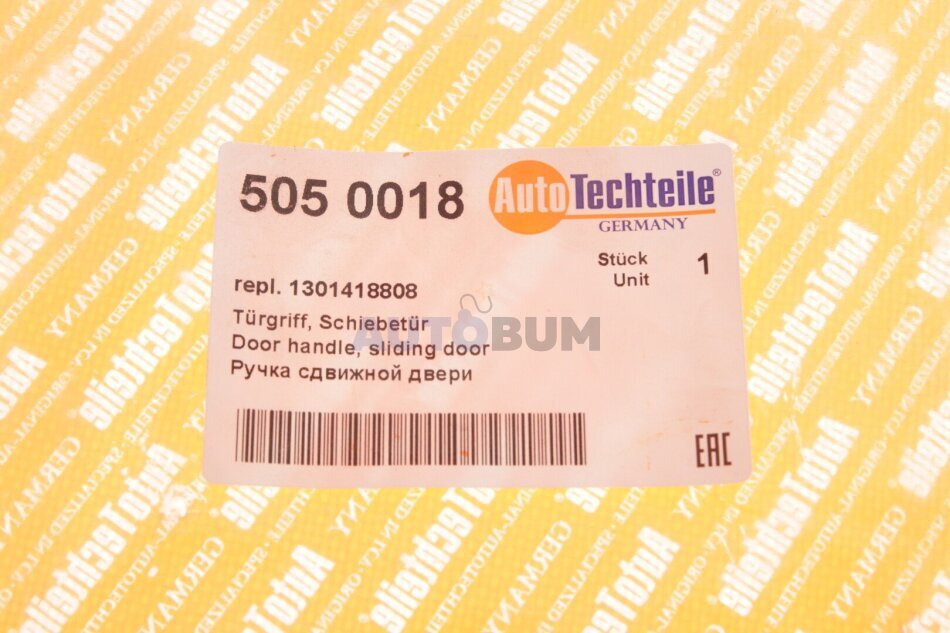 505 0018
AutoTechteile®
GERMANY
Stück 1
Unit
repl. 1301418808
Türgriff, Schiebetür
Door handle, sliding door
Ручка сдвижной двери
AUTOBUM
EAC